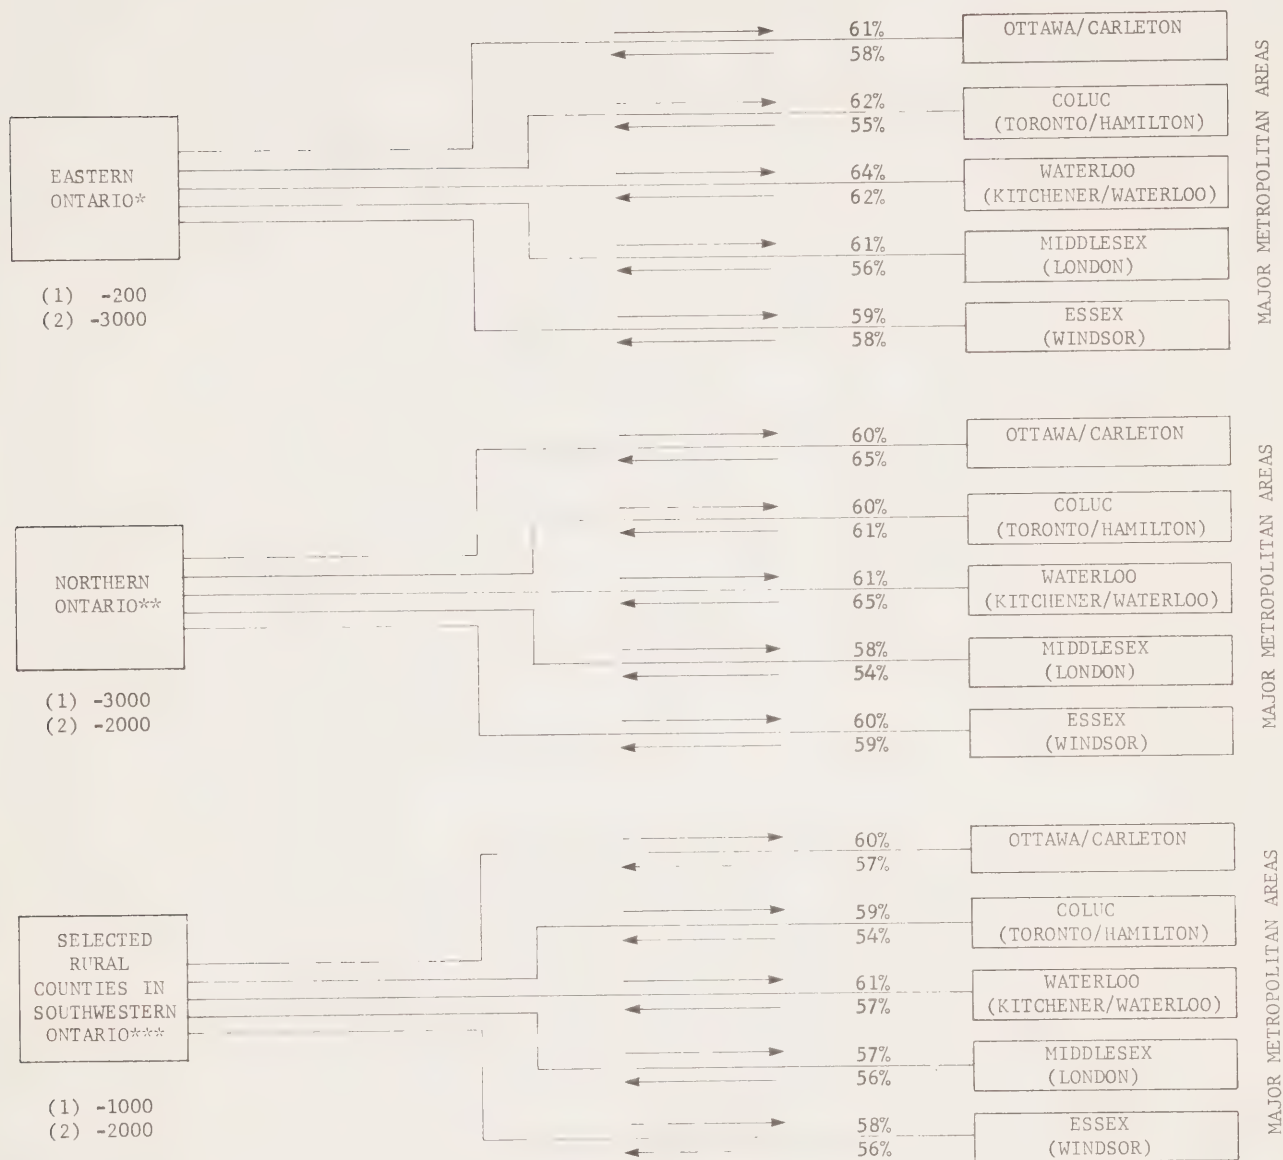 61%
58%
OTTAWA/CARLETON
62%
55%
COLUC
(TORONTO/HAMILTON)
EASTERN
ONTARIO*
64%
62%
WATERLOO
(KITCHENER/WATERLOO)
61%
56%
MIDDLESEX
(LONDON)
(1) -200
(2) -3000
59%
58%
ESSEX
(WINDSOR)
MAJOR METROPOLITAN AREAS
60%
65%
OTTAWA/CARLETON
60%
61%
COLUC
(TORONTO/HAMILTON)
NORTHERN
ONTARIO**
61%
65%
WATERLOO
(KITCHENER/WATERLOO)
58%
54%
MIDDLESEX
(LONDON)
(1) -3000
(2) -2000
60%
59%
ESSEX
(WINDSOR)
MAJOR METROPOLITAN AREAS
60%
57%
OTTAWA/CARLETON
59%
54%
COLUC
(TORONTO/HAMILTON)
SELECTED
RURAL
COUNTIES IN
SOUTHWESTERN
ONTARIO***
61%
57%
WATERLOO
(KITCHENER/WATERLOO)
57%
56%
MIDDLESEX
(LONDON)
(1) -1000
(2) -2000
58%
56%
ESSEX
(WINDSOR)
MAJOR METROPOLITAN AREAS